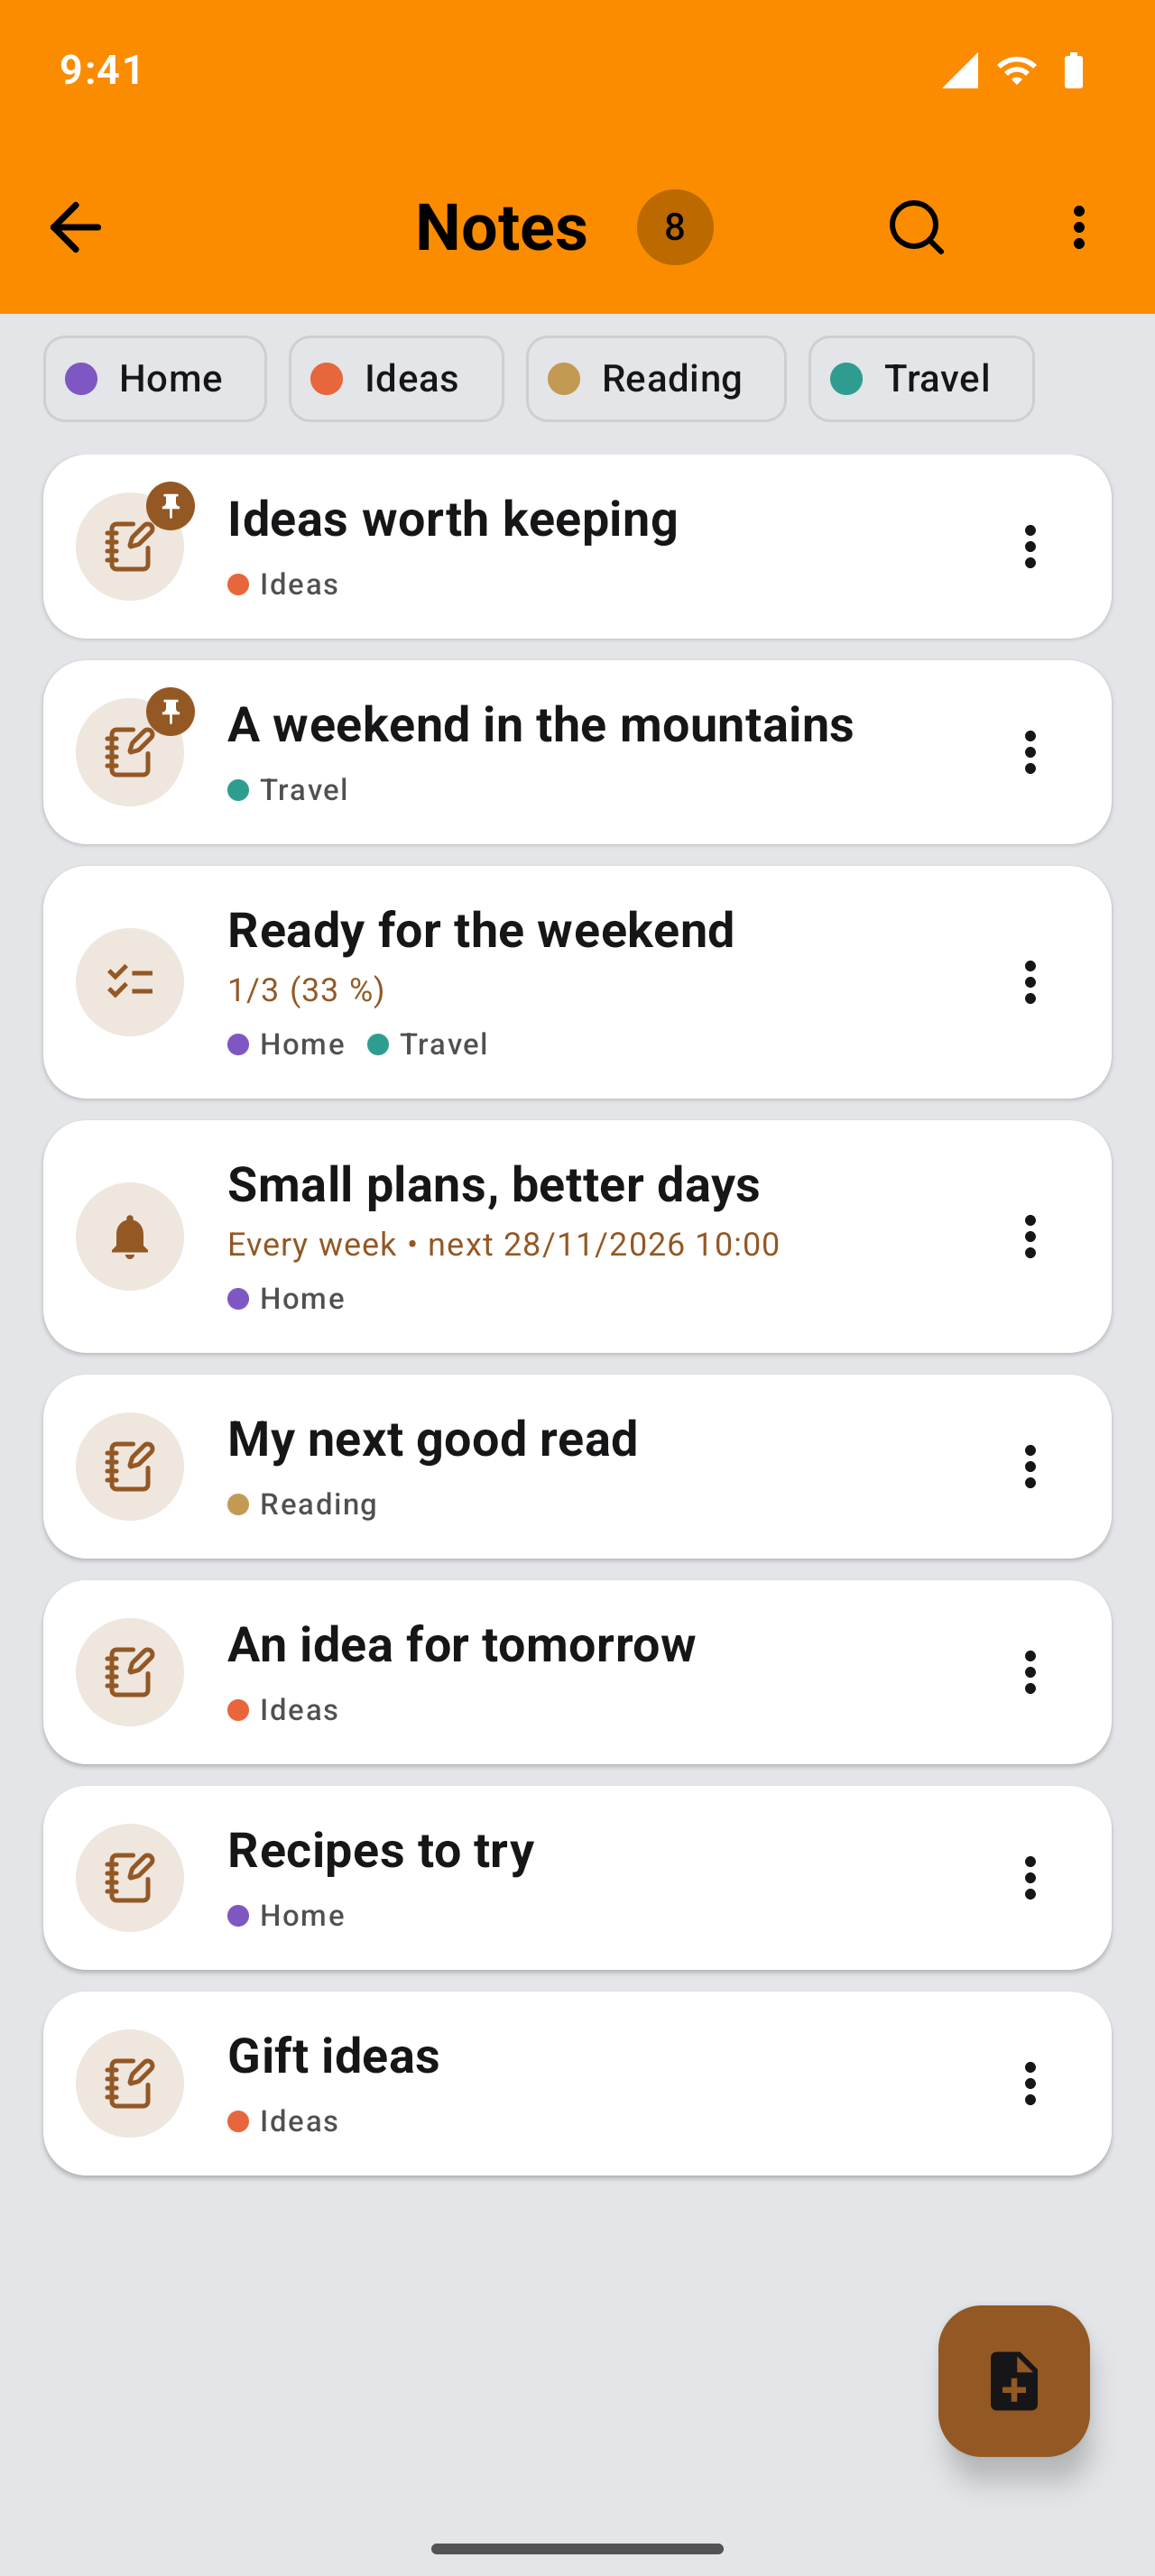 9:41
Notes 8
Home Ideas Reading Travel
Ideas worth keeping
Ideas
A weekend in the mountains
Travel
Ready for the weekend
1/3 (33 %)
Home Travel
Small plans, better days
Every week • next 28/11/2026 10:00
Home
My next good read
Reading
An idea for tomorrow
Ideas
Recipes to try
Home
Gift ideas
Ideas